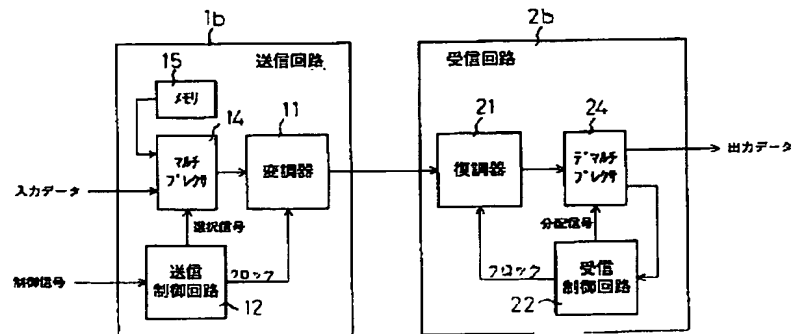 1b
2b
送信回路
受信回路
15
メモリ
14
11
21
24
マルチ
プレクサ
変調器
復調器
デマルチ
プレクサ
出力データ
入力データ
選択信号
分配信号
制御信号
送信
制御回路
クロック
12
クロック
受信
制御回路
22